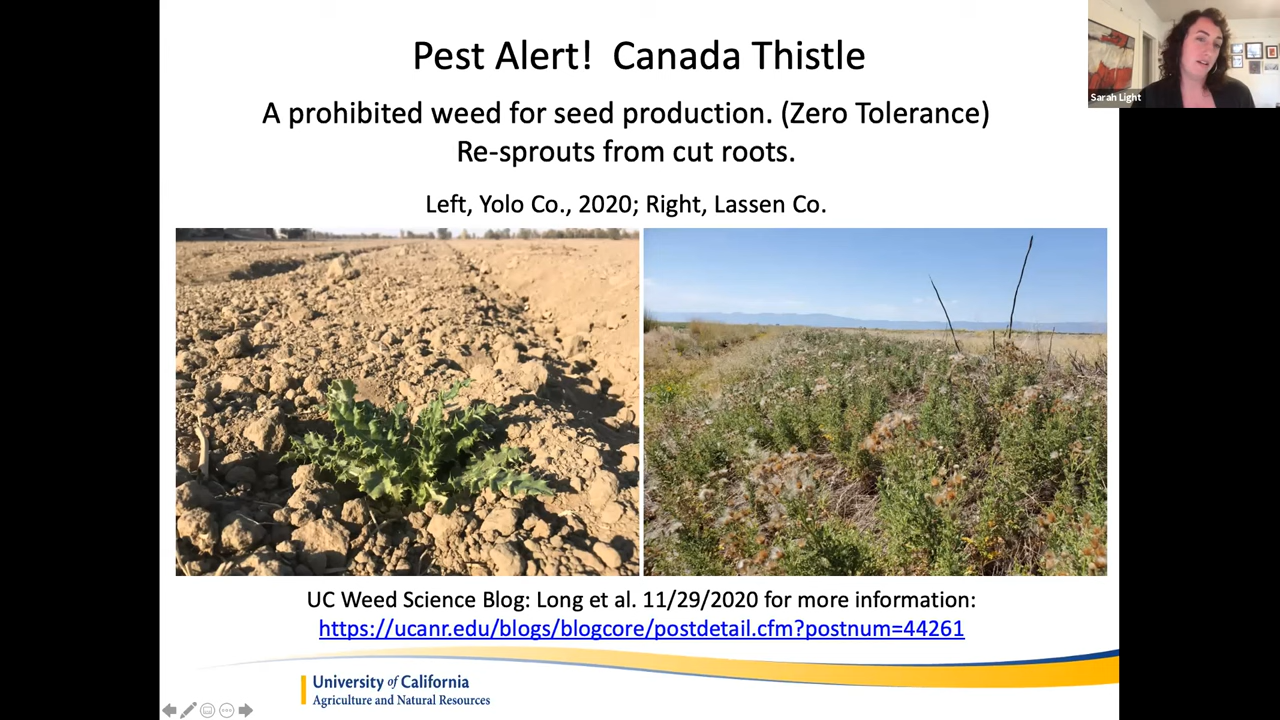 Pest Alert!  Canada Thistle
A prohibited weed for seed production. (Zero Tolerance)
Re-sprouts from cut roots.
Left, Yolo Co., 2020; Right, Lassen Co.
Sarah Light
UC Weed Science Blog: Long et al. 11/29/2020 for more information:
https://ucanr.edu/blogs/blogcore/postdetail.cfm?postnum=44261
University of California
Agriculture and Natural Resources